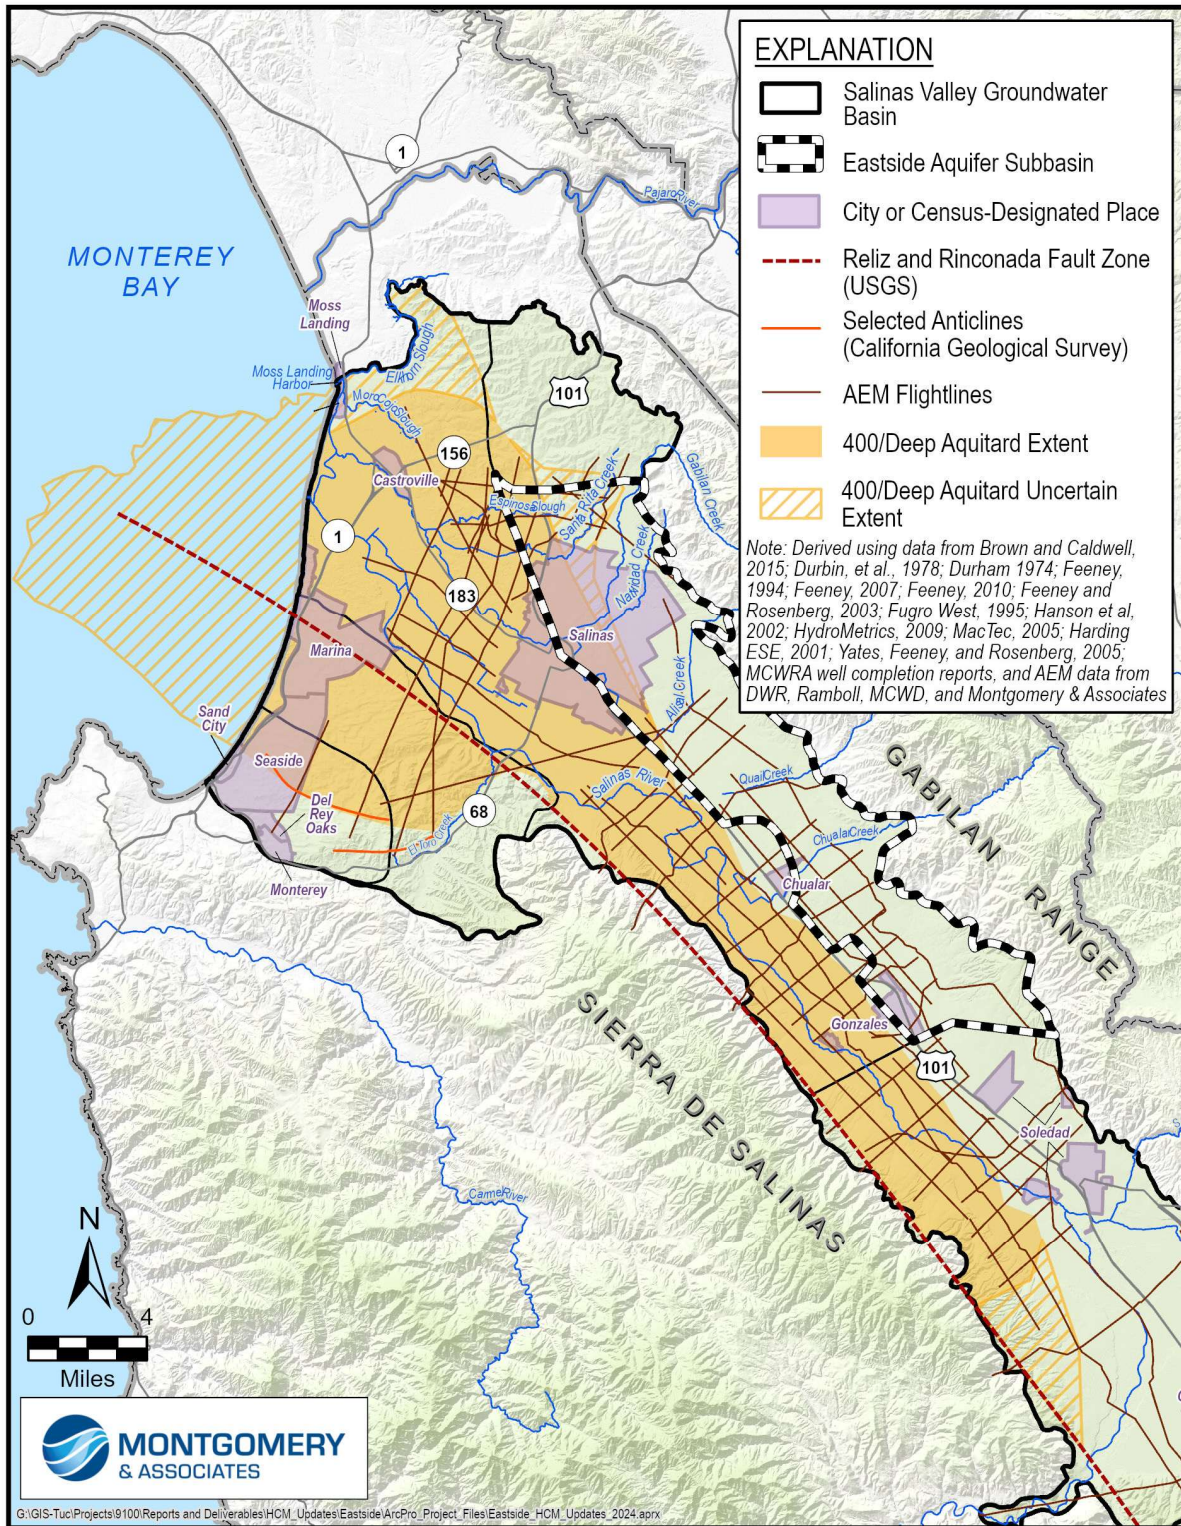 EXPLANATION
Salinas Valley Groundwater
Basin
Eastside Aquifer Subbasin
City or Census-Designated Place
Reliz and Rinconada Fault Zone
(USGS)
Selected Anticlines
(California Geological Survey)
AEM Flightlines
400/Deep Aquitard Extent
400/Deep Aquitard Uncertain
Extent
Note: Derived using data from Brown and Caldwell,
2015; Durbin, et al., 1978; Durham 1974; Feeney,
1994; Feeney, 2007; Feeney, 2010; Feeney and
Rosenberg, 2003; Fugro West, 1995; Hanson et al,
2002; HydroMetrics, 2009; MacTec, 2005; Harding
ESE, 2001; Yates, Feeney, and Rosenberg, 2005;
MCWRA well completion reports, and AEM data from
DWR, Ramboll, MCWD, and Montgomery & Associates
1
Pajaro River
MONTEREY
BAY
Moss
Landing
Moss Landing
Harbor
Elkhorn Slough
Moro Cojo Slough
101
156
Castroville
Espinosa Slough
Santa Rita Creek
Gabilan Creek
Natividad Creek
1
183
Salinas
Marina
Alisal Creek
Sand
City
Seaside
Del
Rey
Oaks
Monterey
68
El Toro Creek
Salinas River
Quail Creek
Chualar Creek
GABILAN RANGE
Chualar
Gonzales
101
Soledad
SIERRA DE SALINAS
Carmel River
N
0 4
Miles
MONTGOMERY
& ASSOCIATES
G:\GIS-Tuc\Projects\9100\Reports and Deliverables\HCM_Updates\Eastside\ArcPro_Project_Files\Eastside_HCM_Updates_2024.aprx